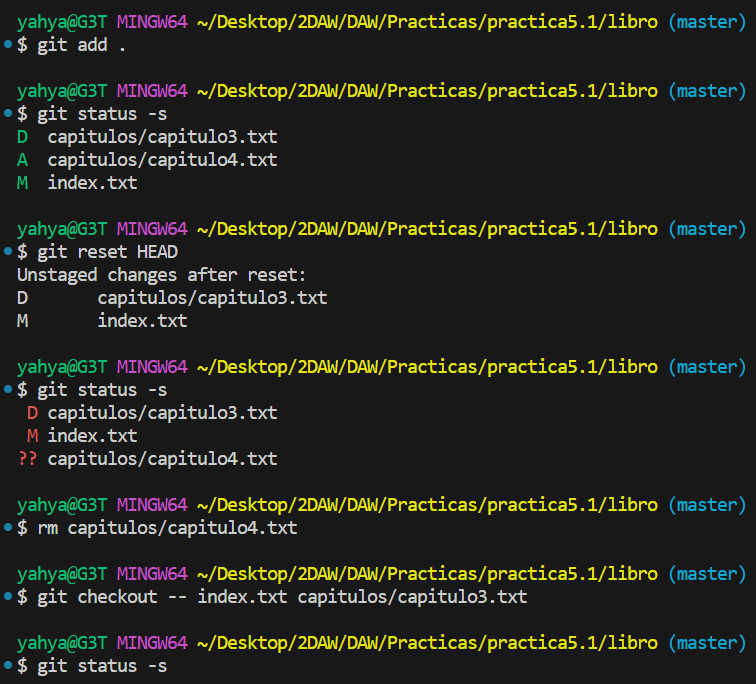 yahya@G3T MINGW64 ~/Desktop/2DAW/DAW/Practicas/practica5.1/libro (master)
$ git add .
yahya@G3T MINGW64 ~/Desktop/2DAW/DAW/Practicas/practica5.1/libro (master)
$ git status -s
D  capitulos/capitulo3.txt
A  capitulos/capitulo4.txt
M  index.txt
yahya@G3T MINGW64 ~/Desktop/2DAW/DAW/Practicas/practica5.1/libro (master)
$ git reset HEAD
Unstaged changes after reset:
D       capitulos/capitulo3.txt
M       index.txt
yahya@G3T MINGW64 ~/Desktop/2DAW/DAW/Practicas/practica5.1/libro (master)
$ git status -s
 D capitulos/capitulo3.txt
 M index.txt
?? capitulos/capitulo4.txt
yahya@G3T MINGW64 ~/Desktop/2DAW/DAW/Practicas/practica5.1/libro (master)
$ rm capitulos/capitulo4.txt
yahya@G3T MINGW64 ~/Desktop/2DAW/DAW/Practicas/practica5.1/libro (master)
$ git checkout -- index.txt capitulos/capitulo3.txt
yahya@G3T MINGW64 ~/Desktop/2DAW/DAW/Practicas/practica5.1/libro (master)
$ git status -s